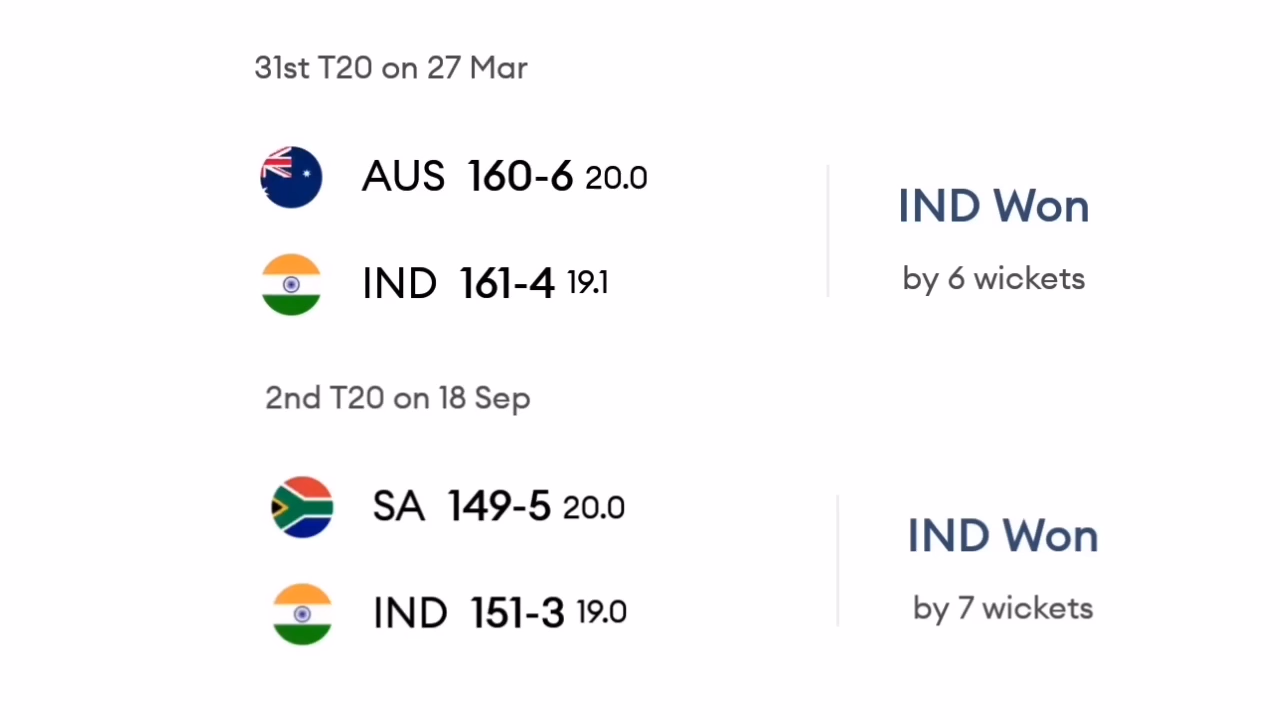 31st T20 on 27 Mar
AUS 160-6 20.0
IND 161-4 19.1
IND Won
by 6 wickets
2nd T20 on 18 Sep
SA 149-5 20.0
IND 151-3 19.0
IND Won
by 7 wickets